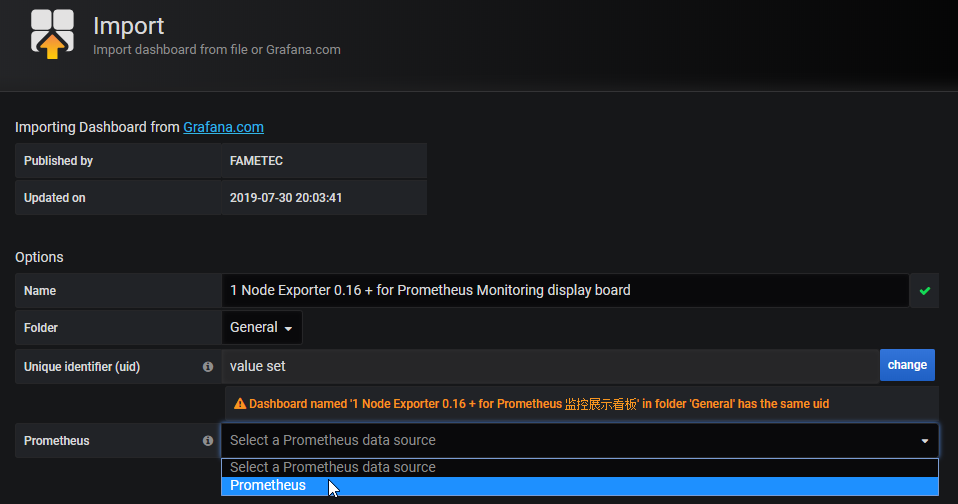 Import
Import dashboard from file or Grafana.com
Importing Dashboard from Grafana.com
Published by FAMETEC
Updated on 2019-07-30 20:03:41
Options
Name 1 Node Exporter 0.16 + for Prometheus Monitoring display board
Folder General
Unique identifier (uid) value set change
Dashboard named '1 Node Exporter 0.16 + for Prometheus 监控展示看板' in folder 'General' has the same uid
Prometheus Select a Prometheus data source
Select a Prometheus data source
Prometheus